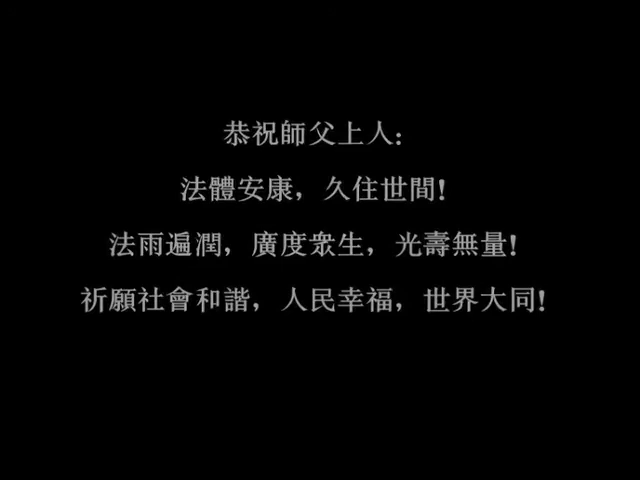 恭祝師父上人：
法體安康，久住世間！
法雨遍潤，廣度衆生，光壽無量！
祈願社會和諧，人民幸福，世界大同！